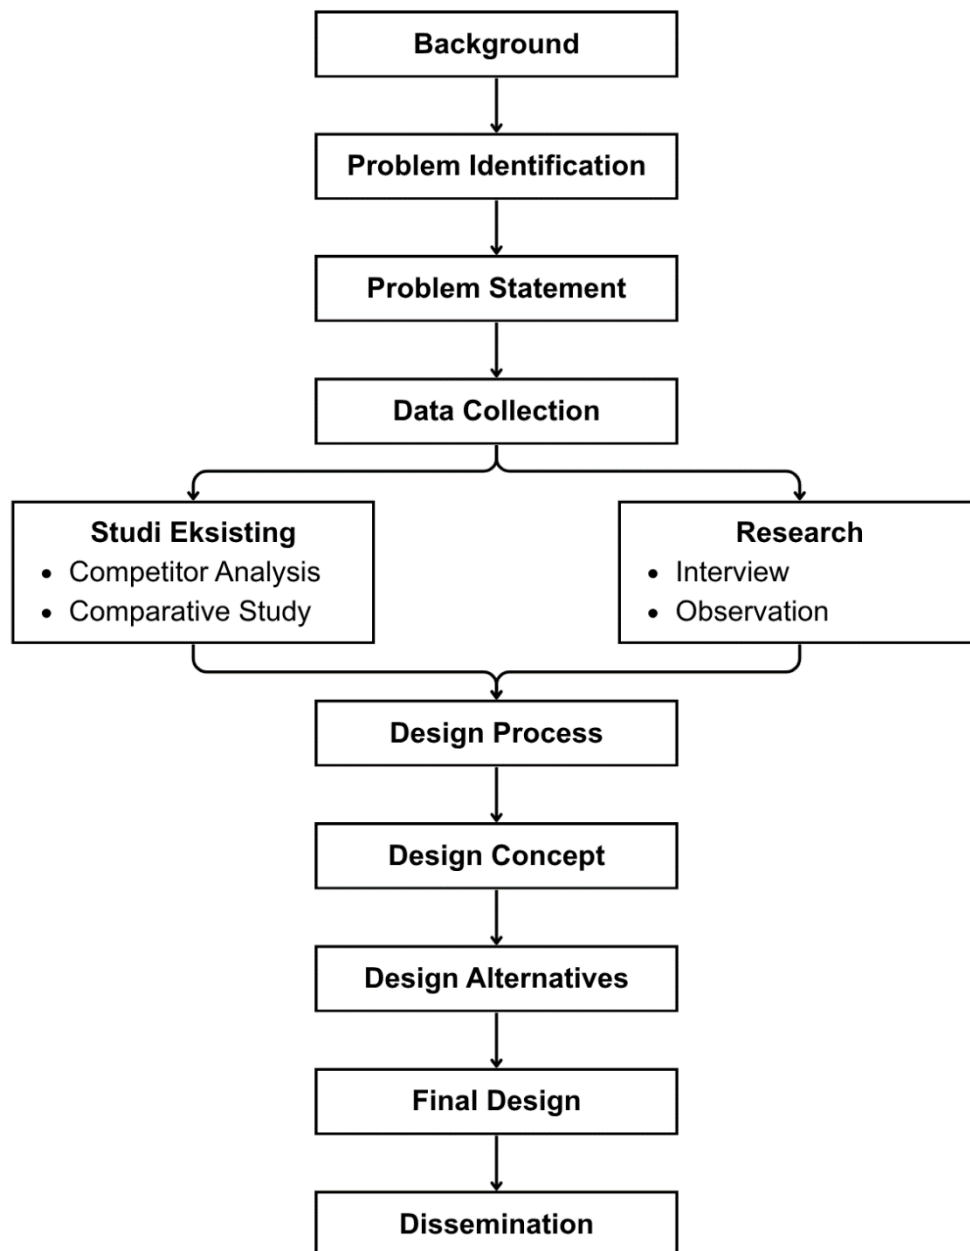 Background
Problem Identification
Problem Statement
Data Collection
Studi Eksisting
• Competitor Analysis
• Comparative Study
Research
• Interview
• Observation
Design Process
Design Concept
Design Alternatives
Final Design
Dissemination